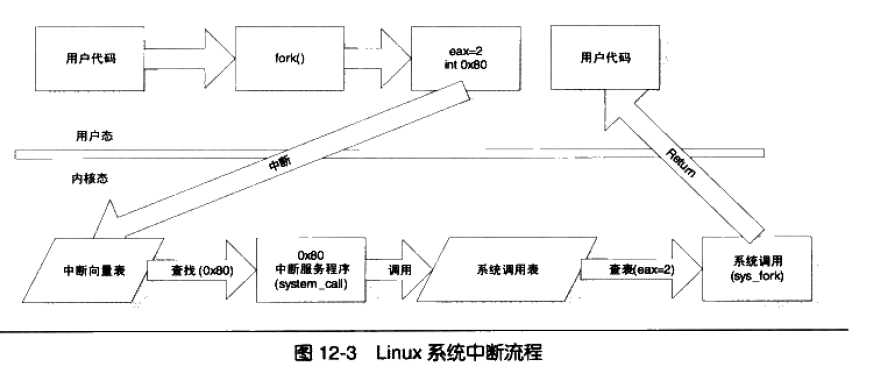 用户代码
fork()
eax=2
int 0x80
用户代码
用户态
中断
Return
内核态
中断向量表
查找 (0x80)
0x80
中断服务程序
(system_call)
调用
系统调用表
查表(eax=2)
系统调用
(sys_fork)
图 12-3 Linux 系统中断流程